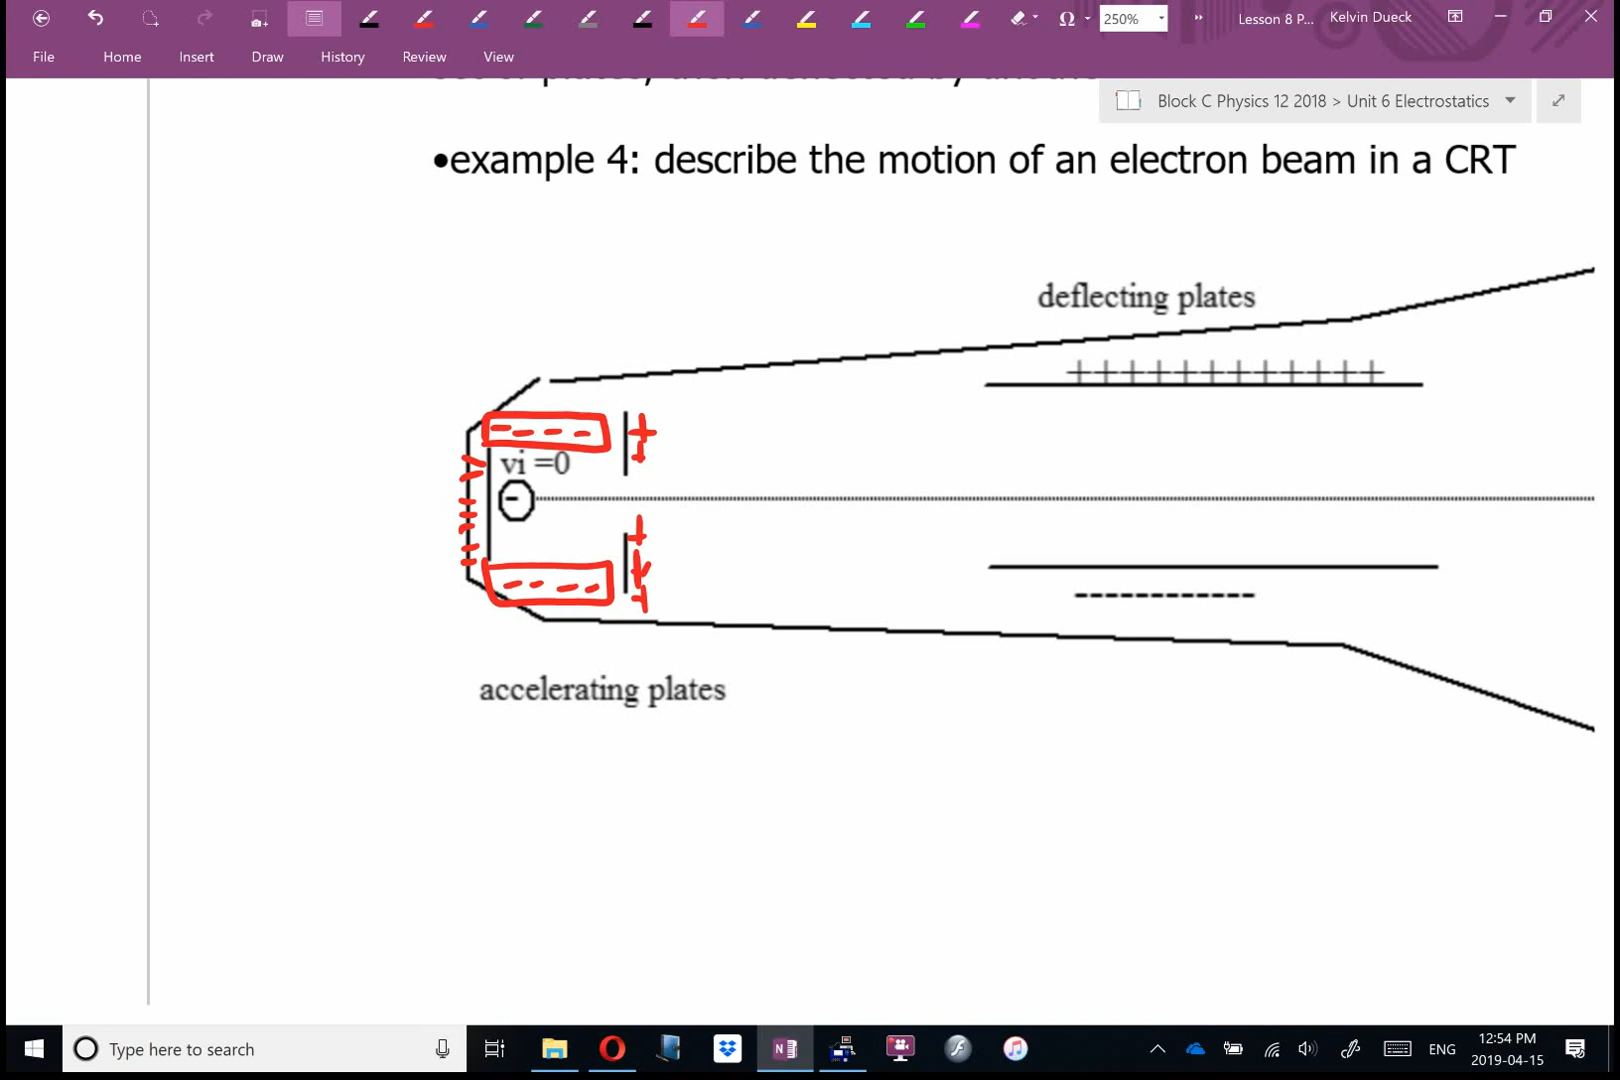 250%
Lesson 8 P...
Kelvin Dueck
File
Home
Insert
Draw
History
Review
View
Block C Physics 12 2018 > Unit 6 Electrostatics
•example 4: describe the motion of an electron beam in a CRT
deflecting plates
++++++++++++
vi =0
-
------------
accelerating plates
Type here to search
ENG
12:54 PM
2019-04-15